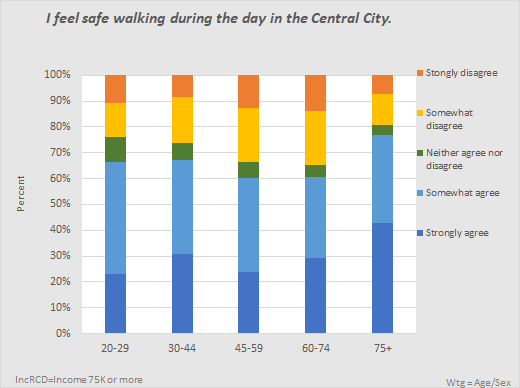 I feel safe walking during the day in the Central City.
100%
90%
80%
70%
60%
50%
40%
30%
20%
10%
0%
Percent
20-29
30-44
45-59
60-74
75+
Stongly disagree
Somewhat
disagree
Neither agree nor
disagree
Somewhat agree
Strongly agree
IncRCD=Income 75K or more
Wtg = Age/Sex